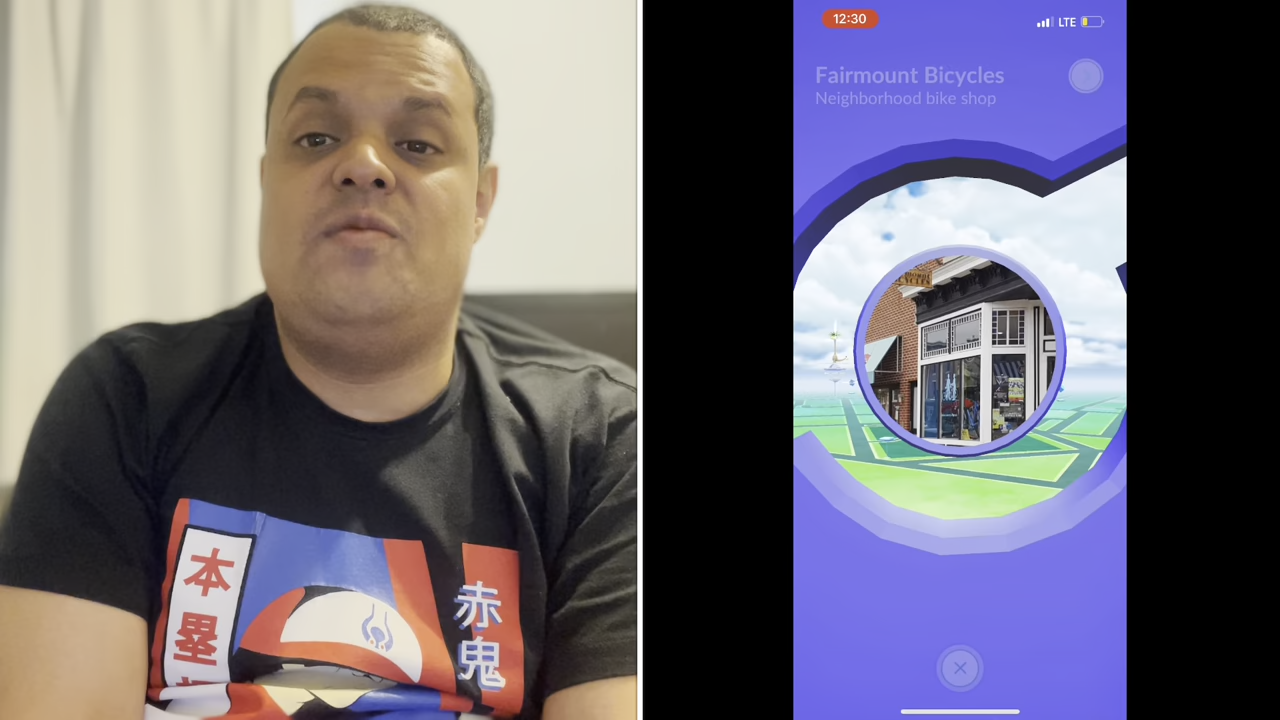 本
塁
赤
鬼
12:30
LTE
Fairmount Bicycles
Neighborhood bike shop